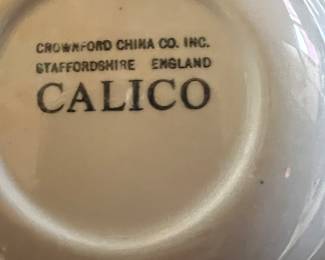 CROWNFORD CHINA CO. INC.
STAFFORDSHIRE ENGLAND
CALICO